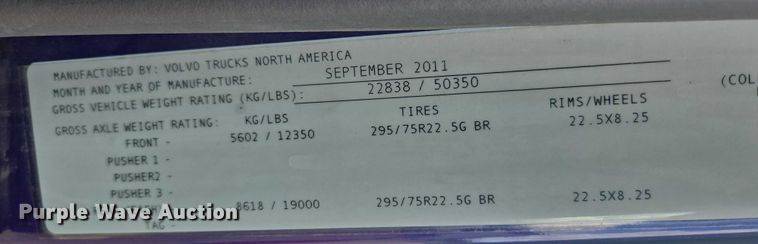 MANUFACTURED BY: VOLVO TRUCKS NORTH AMERICA
MONTH AND YEAR OF MANUFACTURE: SEPTEMBER 2011
GROSS VEHICLE WEIGHT RATING (KG/LBS): 22838 / 50350
(COL
GROSS AXLE WEIGHT RATING: KG/LBS TIRES RIMS/WHEELS
FRONT - 5602 / 12350 295/75R22.5G BR 22.5X8.25
PUSHER 1 -
PUSHER2 -
PUSHER 3 -
8618 / 19000 295/75R22.5G BR 22.5X8.25
TAG -
Purple Wave Auction